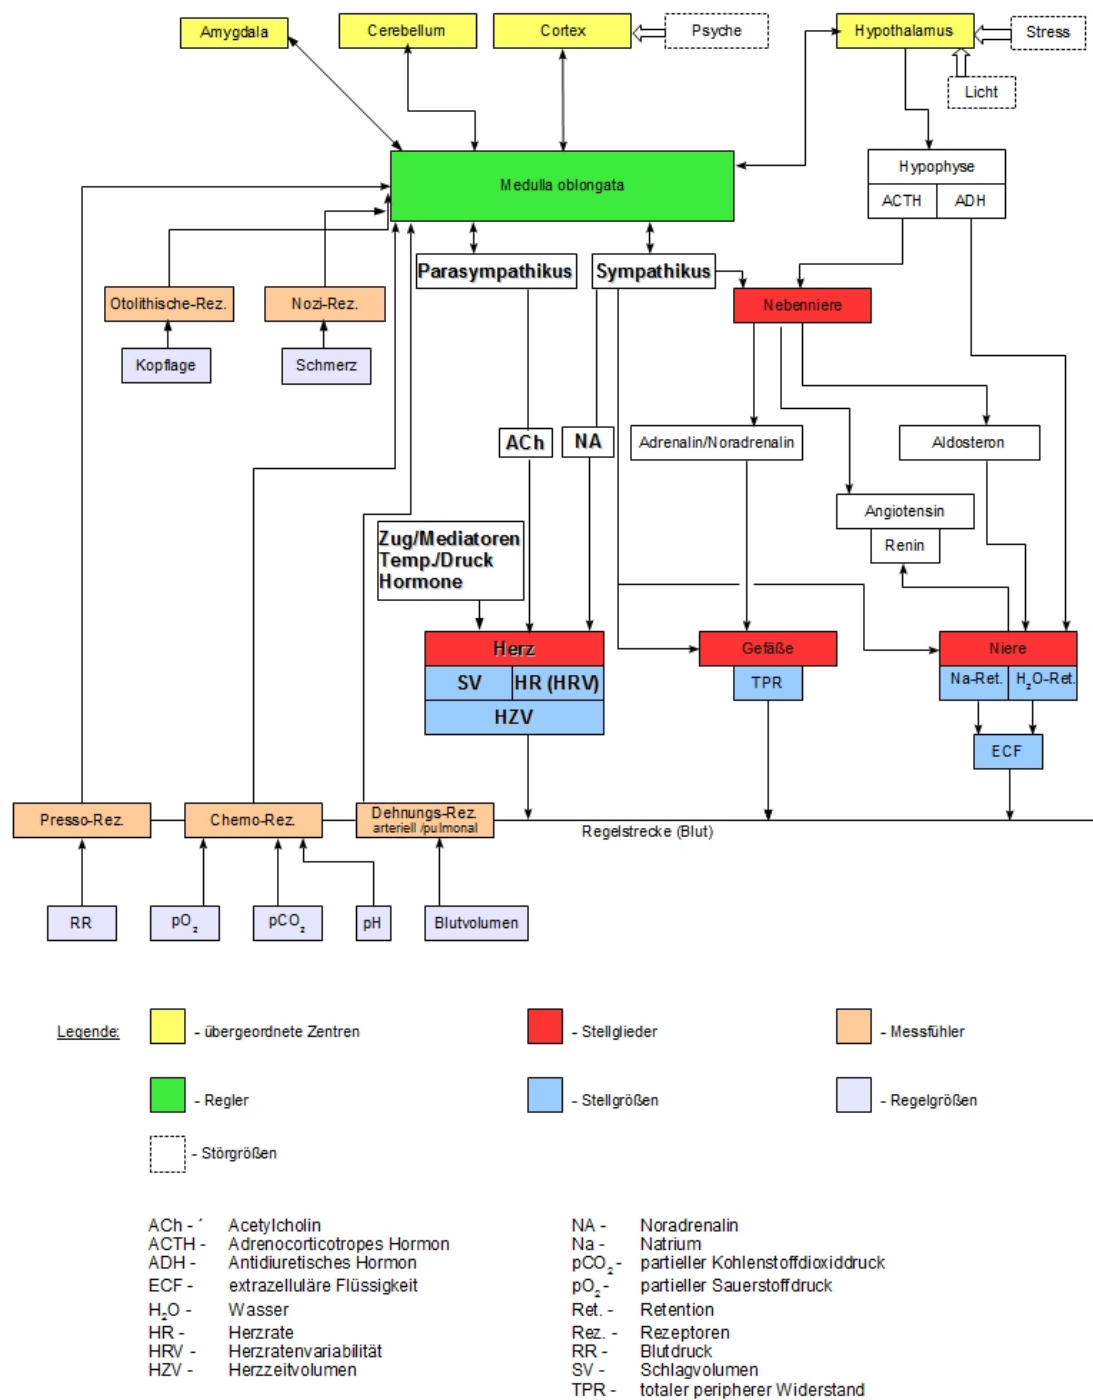 Amygdala
Cerebellum
Cortex
Psyche
Hypothalamus
Stress
Licht
Medulla oblongata
Hypophyse
ACTH
ADH
Parasympathikus
Sympathikus
Otolithische-Rez.
Nozi-Rez.
Nebenniere
Kopflage
Schmerz
ACh
NA
Adrenalin/Noradrenalin
Aldosteron
Angiotensin
Renin
Zug/Mediatoren
Temp./Druck
Hormone
Herz
SV
HR (HRV)
HZV
Gefäße
TPR
Niere
Na-Ret.
H₂O-Ret.
ECF
Presso-Rez.
Chemo-Rez.
Dehnungs-Rez.
arteriell /pulmonal
Regelstrecke (Blut)
RR
pO₂
pCO₂
pH
Blutvolumen
Legende:
- übergeordnete Zentren
- Stellglieder
- Messfühler
- Regler
- Stellgrößen
- Regelgrößen
- Störgrößen
ACh - ´ Acetylcholin
ACTH - Adrenocorticotropes Hormon
ADH - Antidiuretisches Hormon
ECF - extrazelluläre Flüssigkeit
H₂O - Wasser
HR - Herzrate
HRV - Herzratenvariabilität
HZV - Herzzeitvolumen
NA - Noradrenalin
Na - Natrium
pCO₂ - partieller Kohlenstoffdioxiddruck
pO₂ - partieller Sauerstoffdruck
Ret. - Retention
Rez. - Rezeptoren
RR - Blutdruck
SV - Schlagvolumen
TPR - totaler peripherer Widerstand